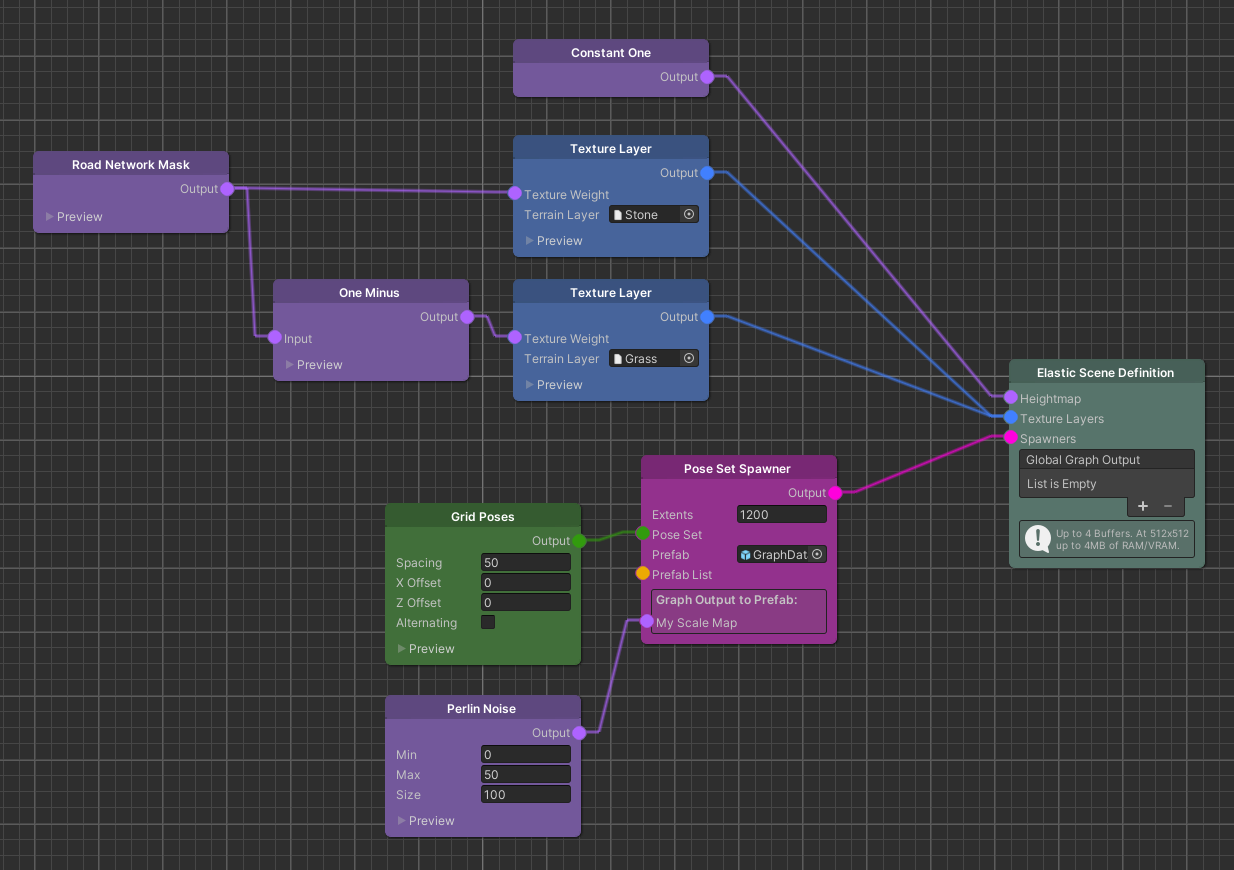 Constant One
Output
Road Network Mask
Output
Preview
Texture Layer
Output
Texture Weight
Terrain Layer Stone
Preview
One Minus
Output
Input
Preview
Texture Layer
Output
Texture Weight
Terrain Layer Grass
Preview
Elastic Scene Definition
Heightmap
Texture Layers
Spawners
Global Graph Output
List is Empty
+ −
! Up to 4 Buffers. At 512x512
up to 4MB of RAM/VRAM.
Pose Set Spawner
Output
Extents 1200
Pose Set
Prefab GraphDat
Prefab List
Graph Output to Prefab:
My Scale Map
Grid Poses
Output
Spacing 50
X Offset 0
Z Offset 0
Alternating
Preview
Perlin Noise
Output
Min 0
Max 50
Size 100
Preview